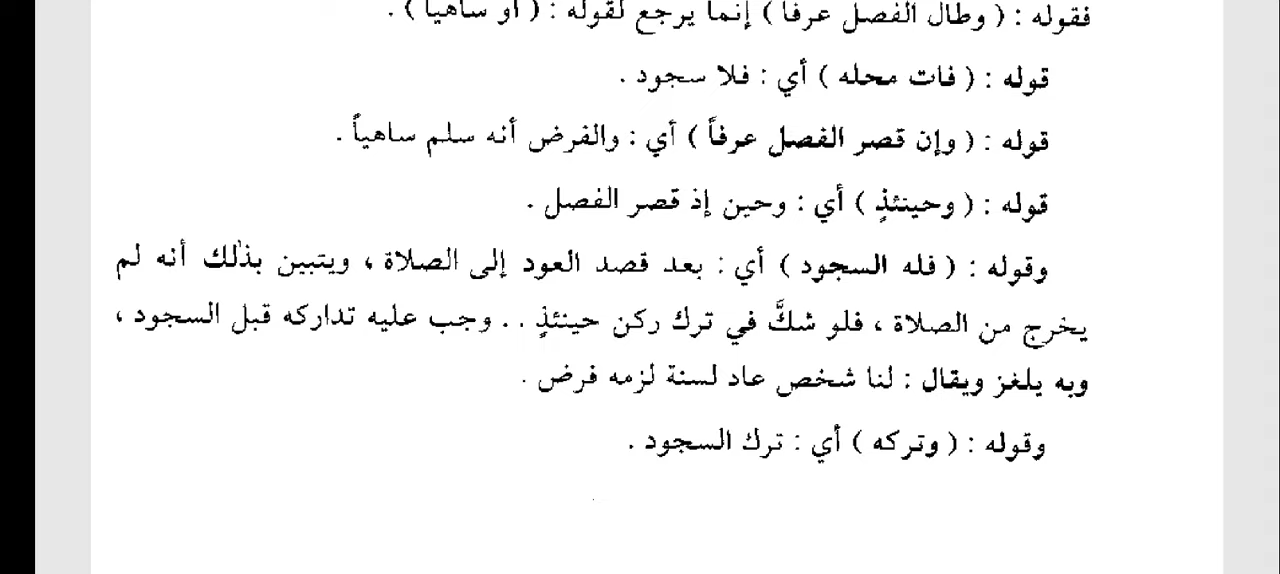 فقوله : ( وطال الفصل عرفاً ) إنما يرجع لقوله : ( أو ساهياً ) .
قوله : ( فات محله ) أي : فلا سجود .
قوله : ( وإن قصر الفصل عرفاً ) أي : والفرض أنه سلم ساهياً .
قوله : ( وحينئذٍ ) أي : وحين إذ قصر الفصل .
وقوله : ( فله السجود ) أي : بعد قصد العود إلى الصلاة ، ويتبين بذلك أنه لم
يخرج من الصلاة ، فلو شكَّ في ترك ركن حينئذٍ . . وجب عليه تداركه قبل السجود ،
وبه يلغز ويقال : لنا شخص عاد لسنة لزمه فرض .
وقوله : ( وتركه ) أي : ترك السجود .